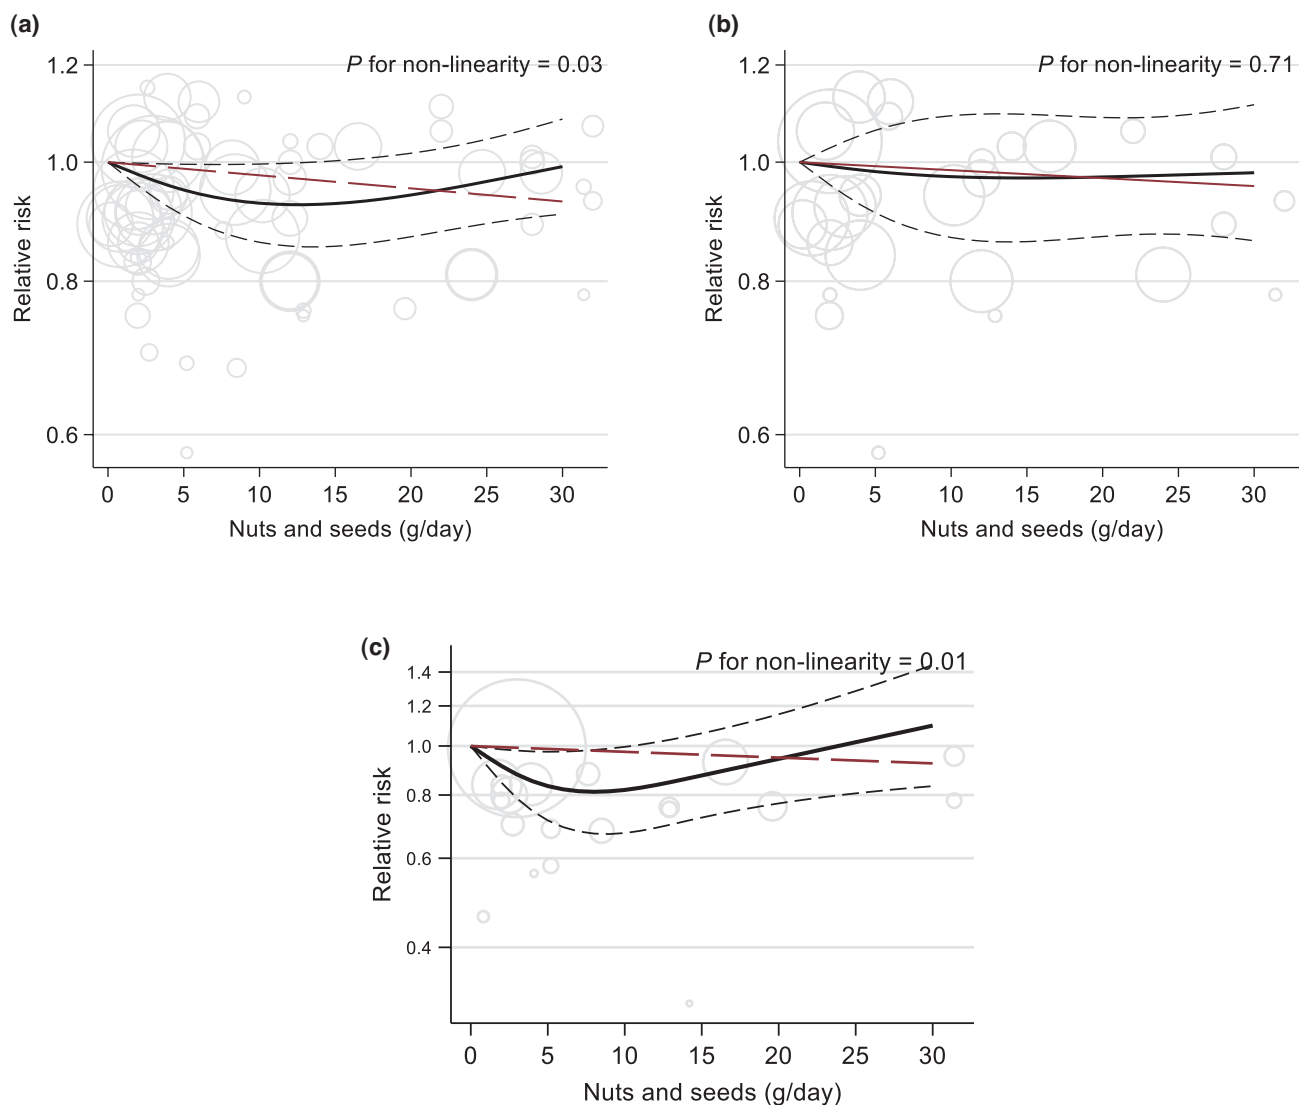 (a)
P for non-linearity = 0.03
1.2
1.0
0.8
0.6
Relative risk
0 5 10 15 20 25 30
Nuts and seeds (g/day)
(b)
P for non-linearity = 0.71
1.2
1.0
0.8
0.6
Relative risk
0 5 10 15 20 25 30
Nuts and seeds (g/day)
(c)
P for non-linearity = 0.01
1.4
1.2
1.0
0.8
0.6
0.4
Relative risk
0 5 10 15 20 25 30
Nuts and seeds (g/day)